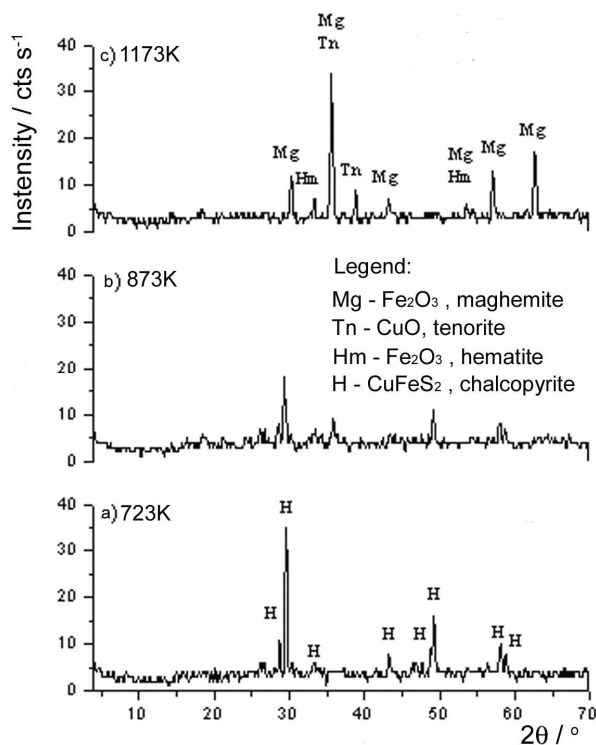 Instensity / cts s⁻¹
c) 1173K
40
30
20
10
0
Mg
Hm
Mg
Tn
Tn
Mg
Mg
Hm
Mg
Mg
b) 873K
40
30
20
10
0
Legend:
Mg - Fe₂O₃ , maghemite
Tn - CuO, tenorite
Hm - Fe₂O₃ , hematite
H - CuFeS₂ , chalcopyrite
a) 723K
40
30
20
10
0
H
H
H
H
H
H
H
H
10 20 30 40 50 60 70
2θ / °